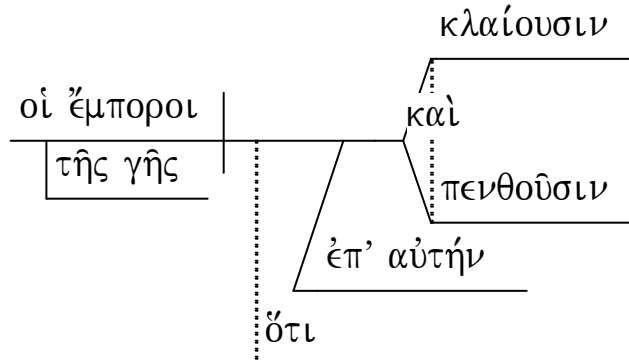 κλαίουσιν
οἱ ἔμποροι
καὶ
τῆς γῆς
πενθοῦσιν
ἐπ’ αὐτήν
ὅτι